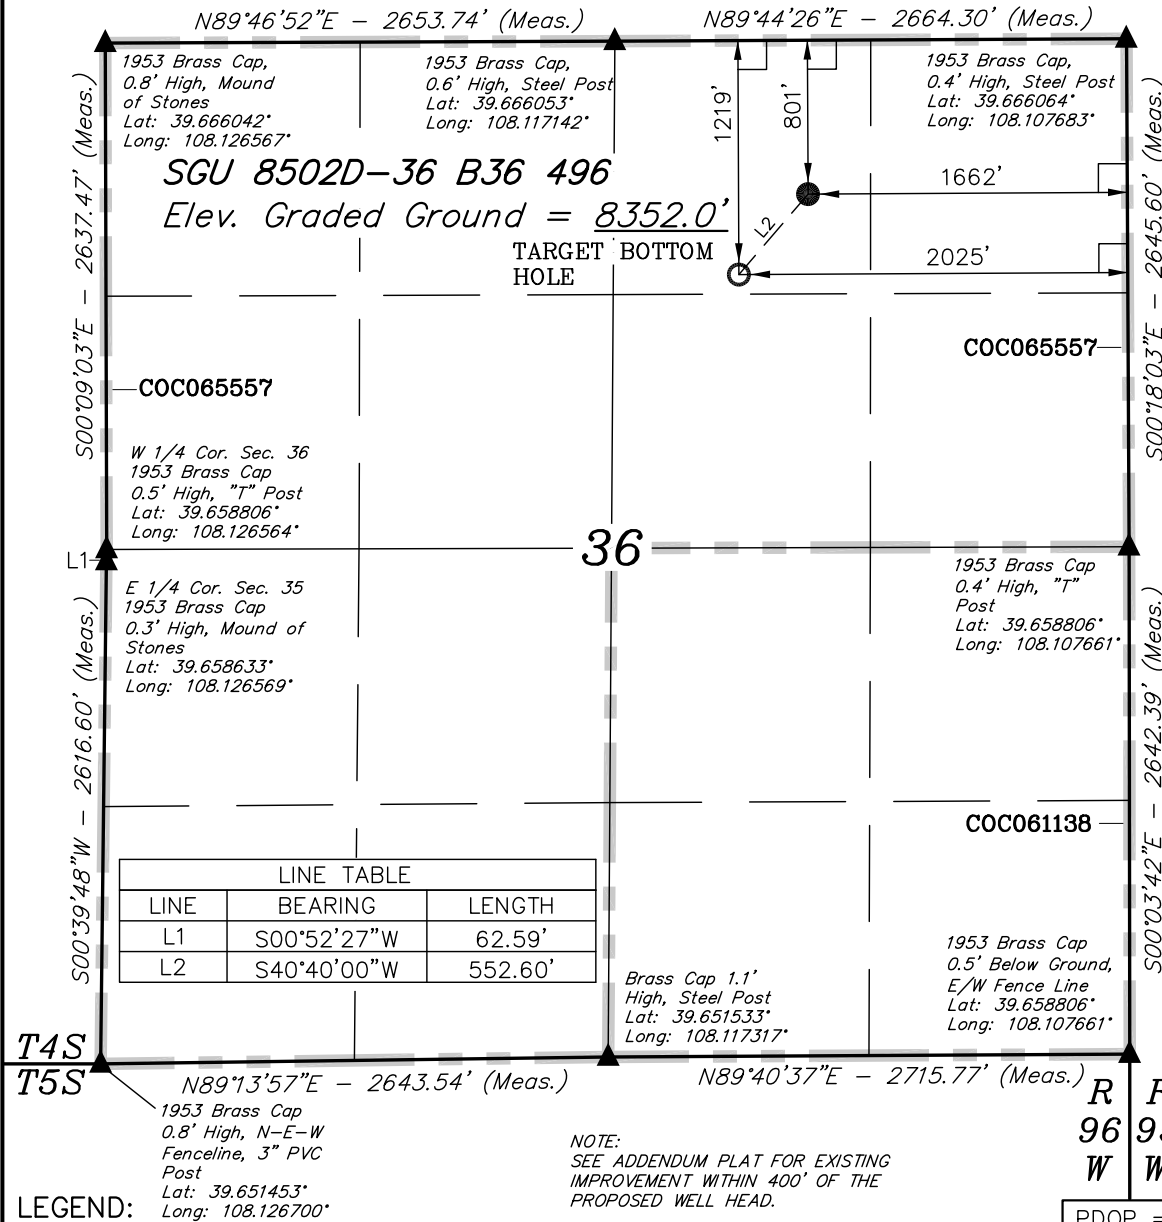 N89°46'52"E - 2653.74' (Meas.)
N89°44'26"E - 2664.30' (Meas.)
1953 Brass Cap,
0.8' High, Mound
of Stones
Lat: 39.666042°
Long: 108.126567°
1953 Brass Cap,
0.6' High, Steel Post
Lat: 39.666053°
Long: 108.117142°
1953 Brass Cap,
0.4' High, Steel Post
Lat: 39.666064°
Long: 108.107683°
1219'
801'
1662'
2025'
L2
SGU 8502D-36 B36 496
Elev. Graded Ground = 8352.0'
TARGET BOTTOM
HOLE
S00°09'03"E - 2637.47' (Meas.)
S00°18'03"E - 2645.60' (Meas.)
COC065557
COC065557
W 1/4 Cor. Sec. 36
1953 Brass Cap
0.5' High, "T" Post
Lat: 39.658806°
Long: 108.126564°
L1
36
E 1/4 Cor. Sec. 35
1953 Brass Cap
0.3' High, Mound of
Stones
Lat: 39.658633°
Long: 108.126569°
1953 Brass Cap
0.4' High, "T"
Post
Lat: 39.658806°
Long: 108.107661°
S00°39'48"W - 2616.60' (Meas.)
S00°03'42"E - 2642.39' (Meas.)
COC061138
LINE TABLE
LINE BEARING LENGTH
L1 S00°52'27"W 62.59'
L2 S40°40'00"W 552.60'
Brass Cap 1.1'
High, Steel Post
Lat: 39.651533°
Long: 108.117317°
1953 Brass Cap
0.5' Below Ground,
E/W Fence Line
Lat: 39.658806°
Long: 108.107661°
T4S
T5S
N89°13'57"E - 2643.54' (Meas.)
N89°40'37"E - 2715.77' (Meas.)
1953 Brass Cap
0.8' High, N-E-W
Fenceline, 3" PVC
Post
Lat: 39.651453°
Long: 108.126700°
NOTE:
SEE ADDENDUM PLAT FOR EXISTING
IMPROVEMENT WITHIN 400' OF THE
PROPOSED WELL HEAD.
R
96
W
LEGEND:
PDOP =